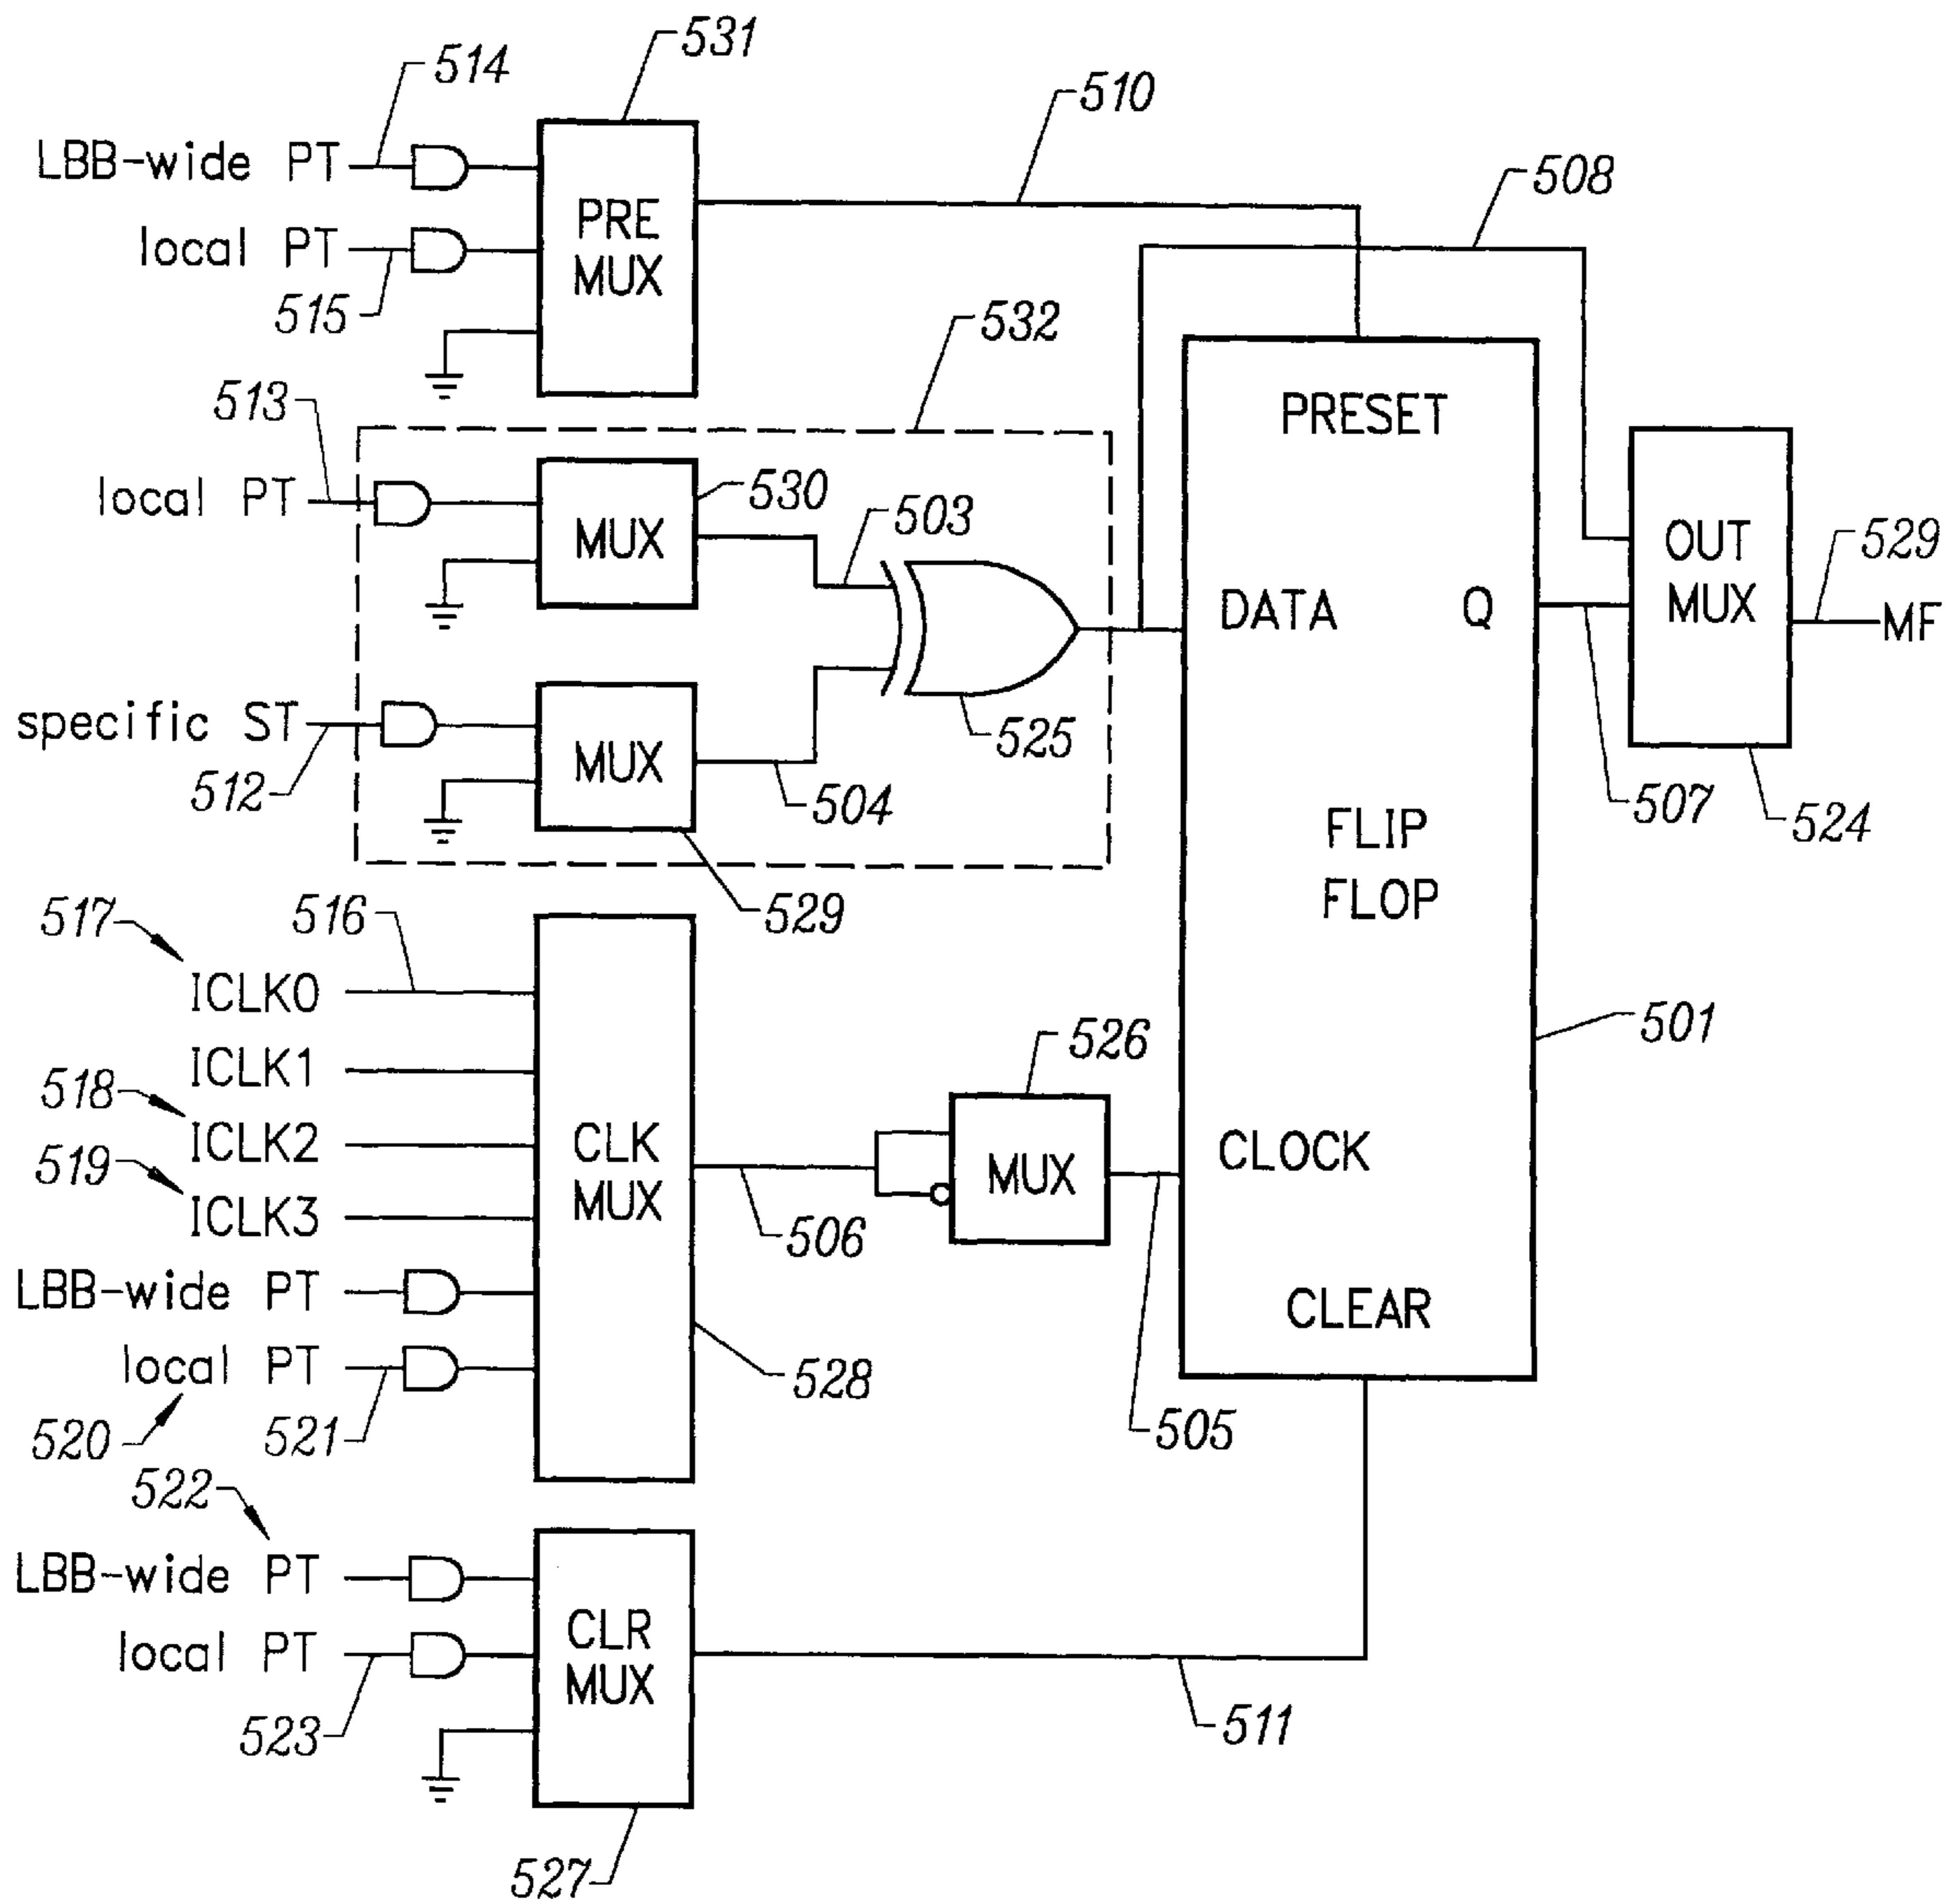 531
514
510
LBB-wide PT
508
PRE
MUX
local PT
515
532
513
PRESET
local PT
530
503
MUX
OUT
MUX
529
DATA
Q
MF
specific ST
MUX
525
512
504
507
524
FLIP
FLOP
529
517
516
ICLK0
526
501
ICLK1
518
ICLK2
CLK
MUX
CLOCK
MUX
519
ICLK3
506
LBB-wide PT
CLEAR
local PT
528
520
521
505
522
LBB-wide PT
CLR
MUX
local PT
523
511
527